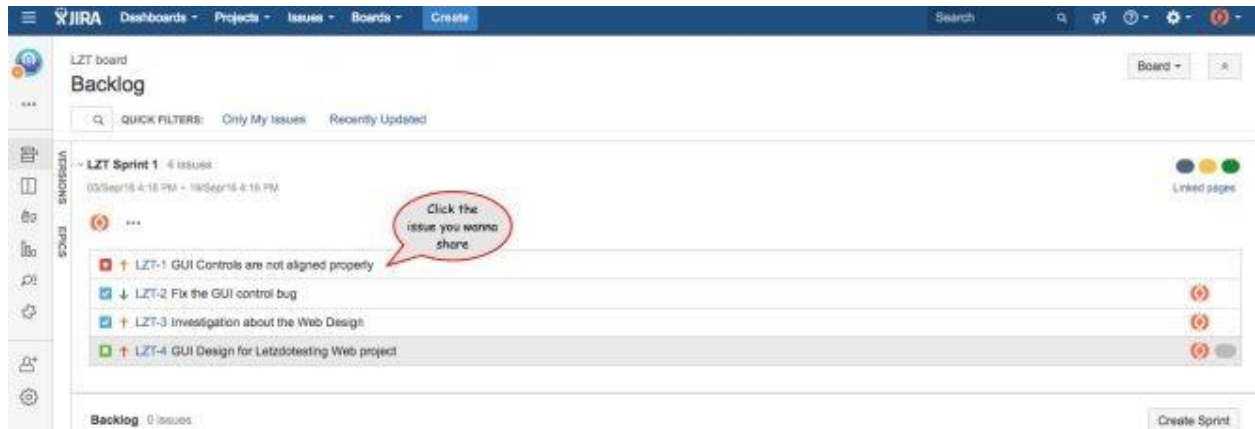 JIRA Dashboards Projects Issues Boards Create Search
LZT board
Board
Backlog
QUICK FILTERS: Only My Issues Recently Updated
VERSIONS
EPICS
LZT Sprint 1 4 issues
Linked pages
Click the
issue you wanna
share
LZT-1 GUI Controls are not aligned properly
LZT-2 Fix the GUI control bug
LZT-3 Investigation about the Web Design
LZT-4 GUI Design for Letzdotesting Web project
Backlog 0 issues
Create Sprint